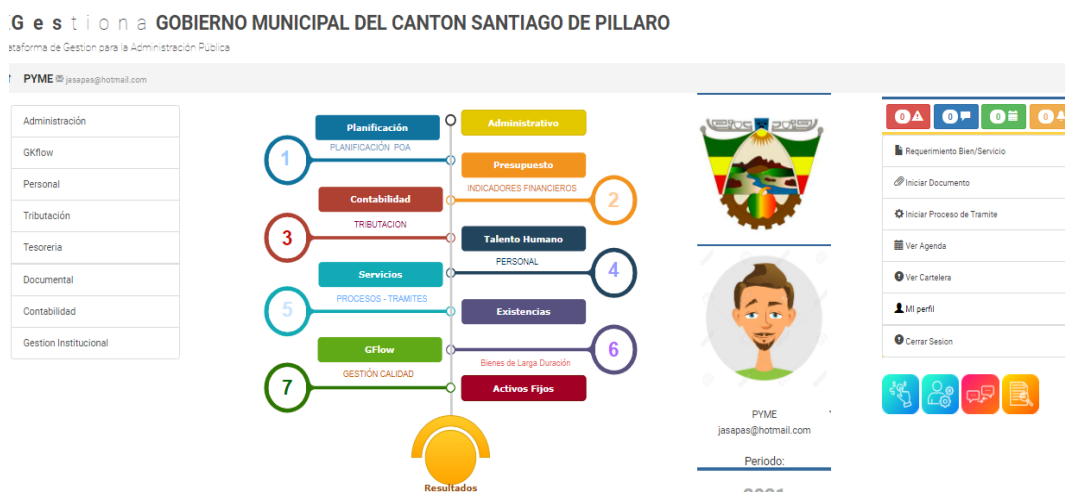 G e s t i o n a GOBIERNO MUNICIPAL DEL CANTON SANTIAGO DE PILLARO
ataforma de Gestion para la Administración Pública
PYME jasapas@hotmail.com
Administración
GKflow
Personal
Tributación
Tesoreria
Documental
Contabilidad
Gestion Institucional
Planificación
Administrativo
PLANIFICACIÓN POA
1
Presupuesto
INDICADORES FINANCIEROS
Contabilidad
2
TRIBUTACION
3
Talento Humano
PERSONAL
Servicios
4
PROCESOS - TRAMITES
5
Existencias
GFlow
6
Bienes de Larga Duración
GESTIÓN CALIDAD
7
Activos Fijos
Resultados
PYME
jasapas@hotmail.com
Periodo:
0 0 0 0
Requerimiento Bien/Servicio
Iniciar Documento
Iniciar Proceso de Tramite
Ver Agenda
Ver Cartelera
MI perfil
Cerrar Sesion